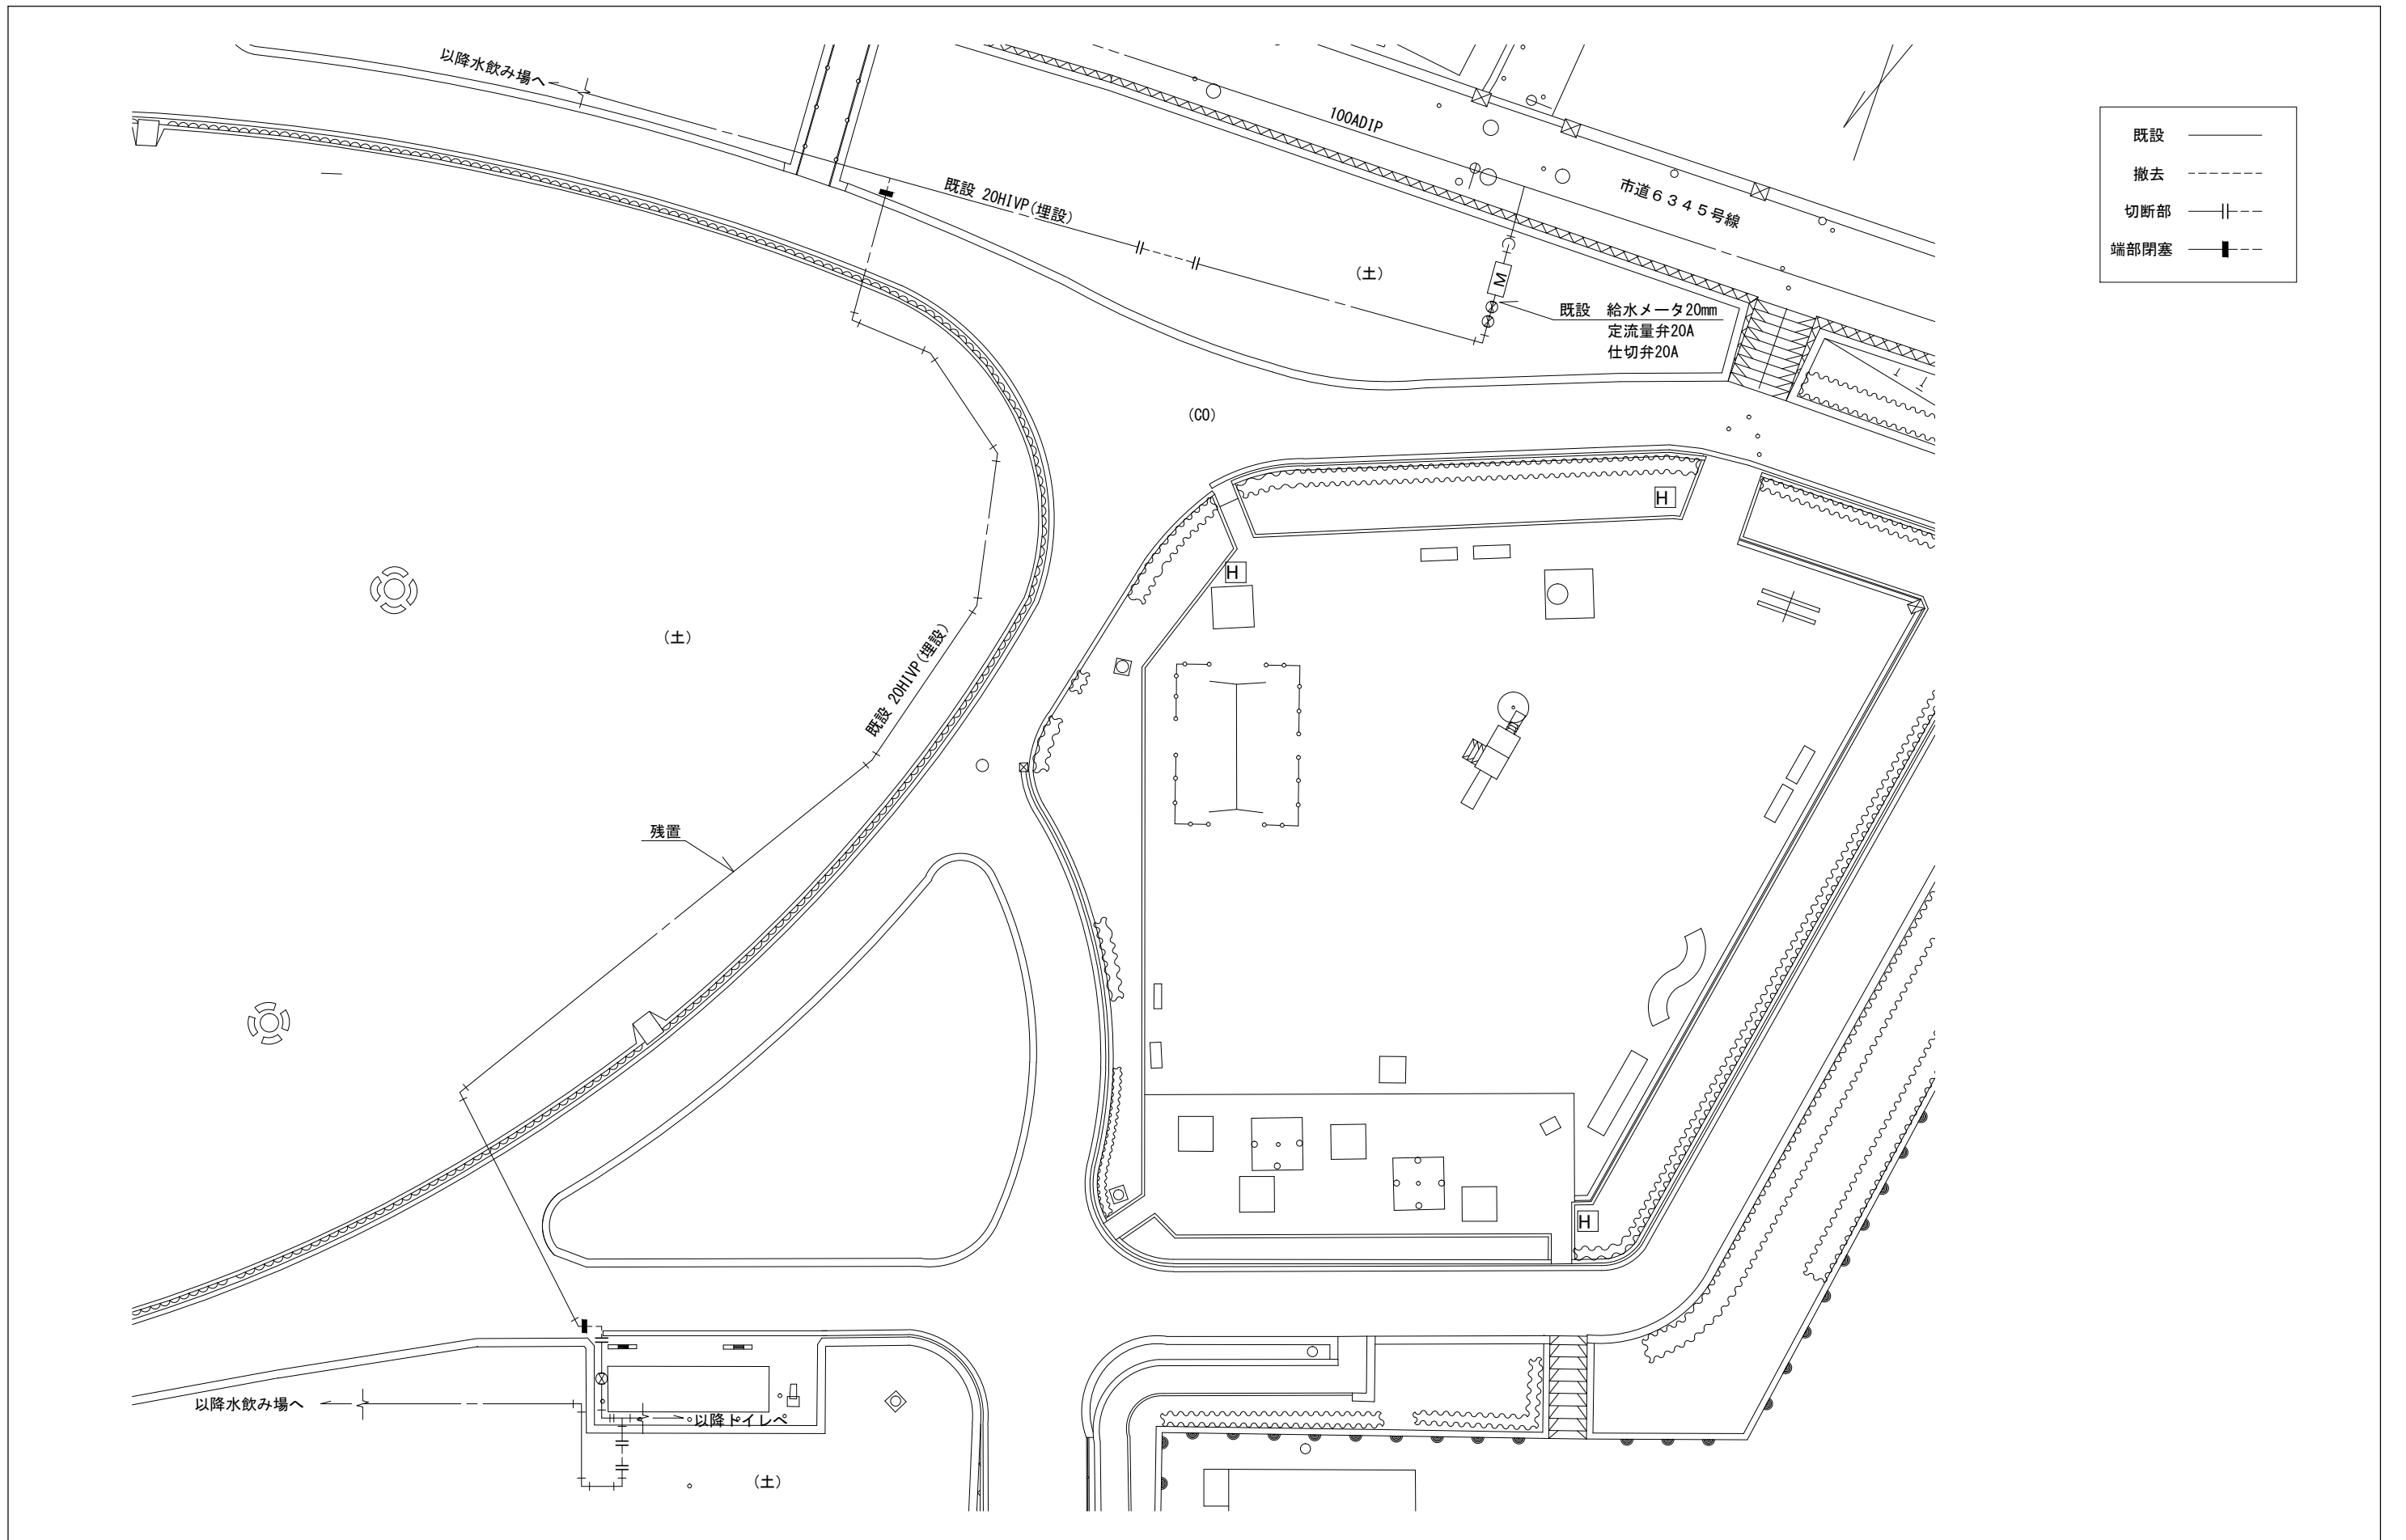 以降水飲み場へ
100ADIP
既設
撤去
市道6345号線
既設 20HIVP(埋設)
切断部
端部閉塞
(土)
M
既設 給水メータ20mm
定流量弁20A
仕切弁20A
(CO)
H
H
(土)
既設 20HIVP(埋設)
残置
H
以降水飲み場へ
以降トイレへ
(土)